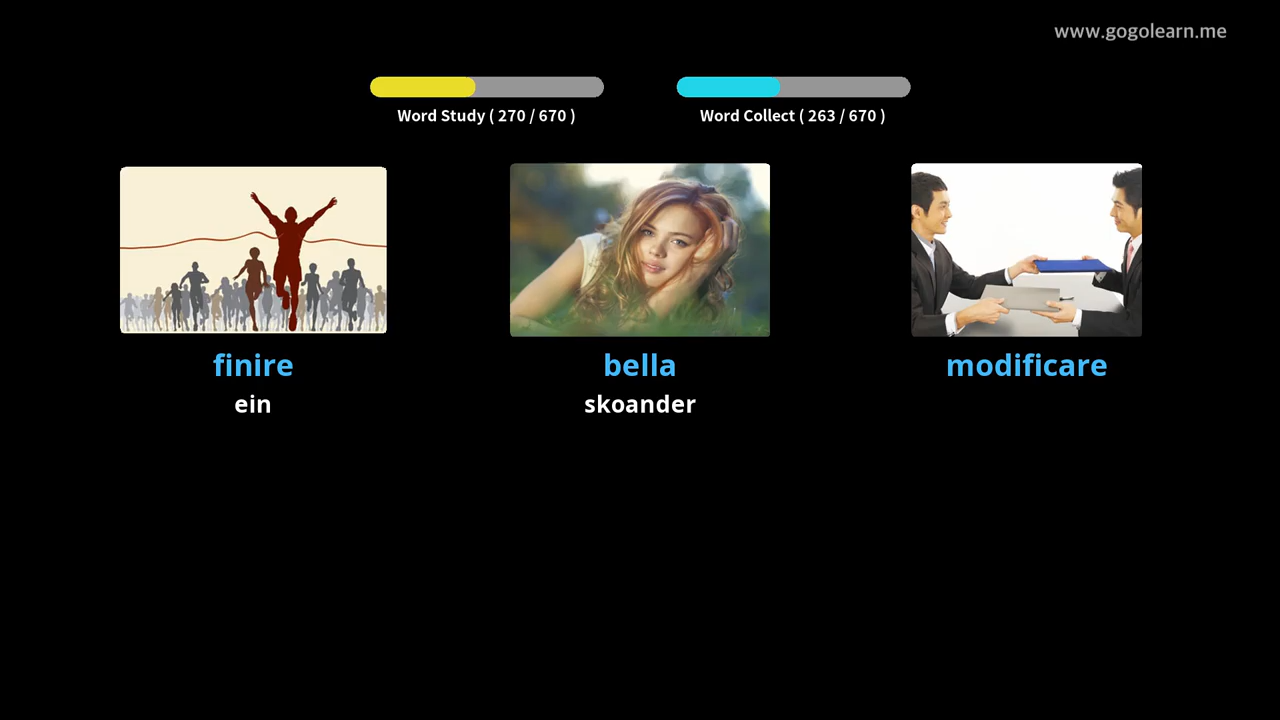 www.gogolearn.me
Word Study ( 270 / 670 )
Word Collect ( 263 / 670 )
finire
bella
modificare
ein
skoander